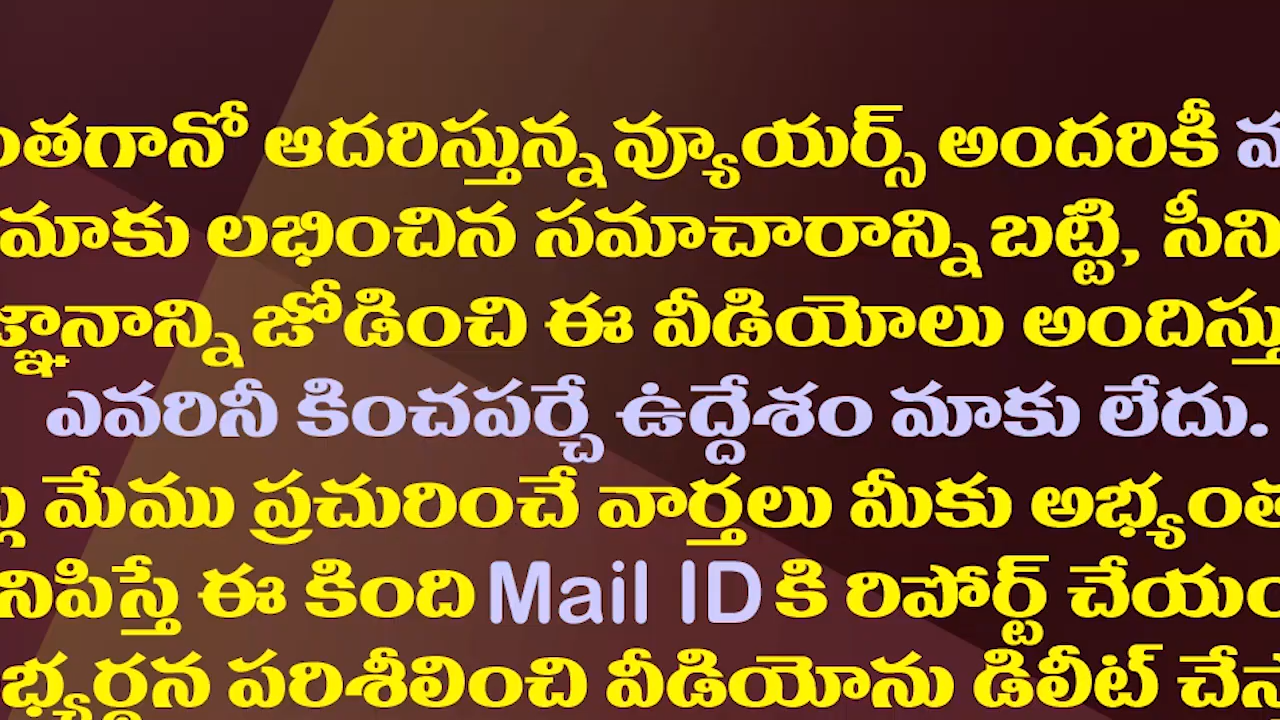 ంతగానో ఆదరిస్తున్న వ్యూయర్స్ అందరికీ
మాకు లభించిన సమాచారాన్ని బట్టి, సీని
జ్ఞానాన్ని జోడించి ఈ వీడియోలు అందిస్తు
ఎవరినీ కించపర్చే ఉద్దేశం మాకు లేదు.
మేము ప్రచురించే వార్తలు మీకు అభ్యంత
నిపిస్తే ఈ కింది Mail ID కి రిపోర్ట్ చేయం
భ్యర్ధన పరిశీలించి వీడియోను డిలీట్ చేస